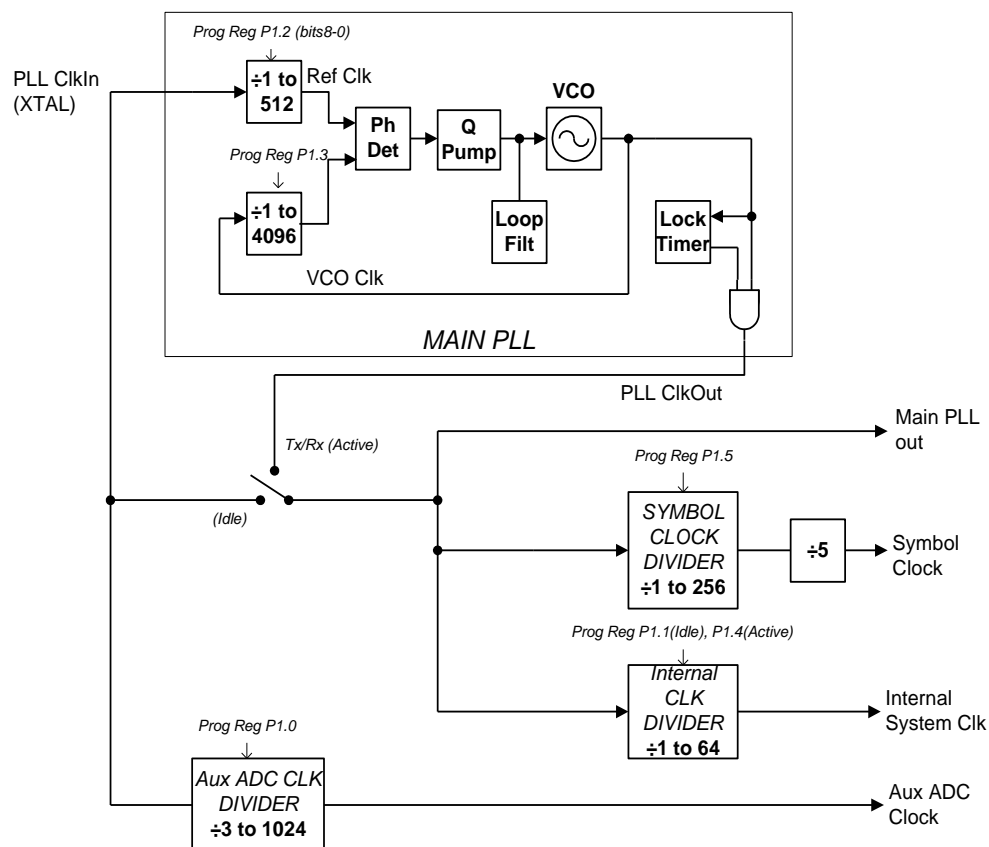 Prog Reg P1.2 (bits8-0)
PLL ClkIn
(XTAL)
÷1 to
512
Ref Clk
VCO
Ph
Det
Q
Pump
Prog Reg P1.3
÷1 to
4096
Loop
Filt
Lock
Timer
VCO Clk
MAIN PLL
PLL ClkOut
Main PLL
out
Tx/Rx (Active)
(Idle)
Prog Reg P1.5
SYMBOL
CLOCK
DIVIDER
÷1 to 256
÷5
Symbol
Clock
Prog Reg P1.1(Idle), P1.4(Active)
Internal
CLK
DIVIDER
÷1 to 64
Internal
System Clk
Prog Reg P1.0
Aux ADC CLK
DIVIDER
÷3 to 1024
Aux ADC
Clock